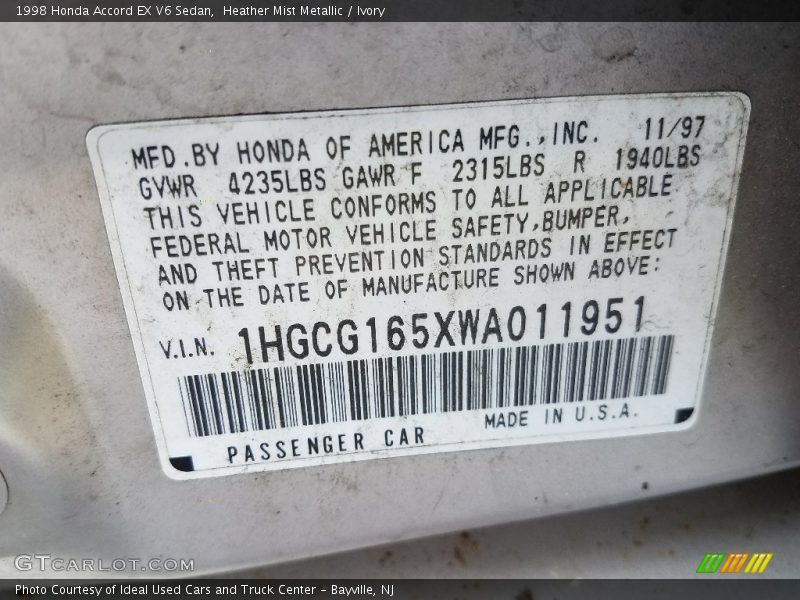 1998 Honda Accord EX V6 Sedan,  Heather Mist Metallic / Ivory
MFD.BY HONDA OF AMERICA MFG.,INC. 11/97
GVWR 4235LBS GAWR F 2315LBS R 1940LBS
THIS VEHICLE CONFORMS TO ALL APPLICABLE
FEDERAL MOTOR VEHICLE SAFETY,BUMPER,
AND THEFT PREVENTION STANDARDS IN EFFECT
ON THE DATE OF MANUFACTURE SHOWN ABOVE:
V.I.N. 1HGCG165XWA011951
PASSENGER CAR MADE IN U.S.A.
GTCARLOT.COM
Photo Courtesy of Ideal Used Cars and Truck Center – Bayville, NJ